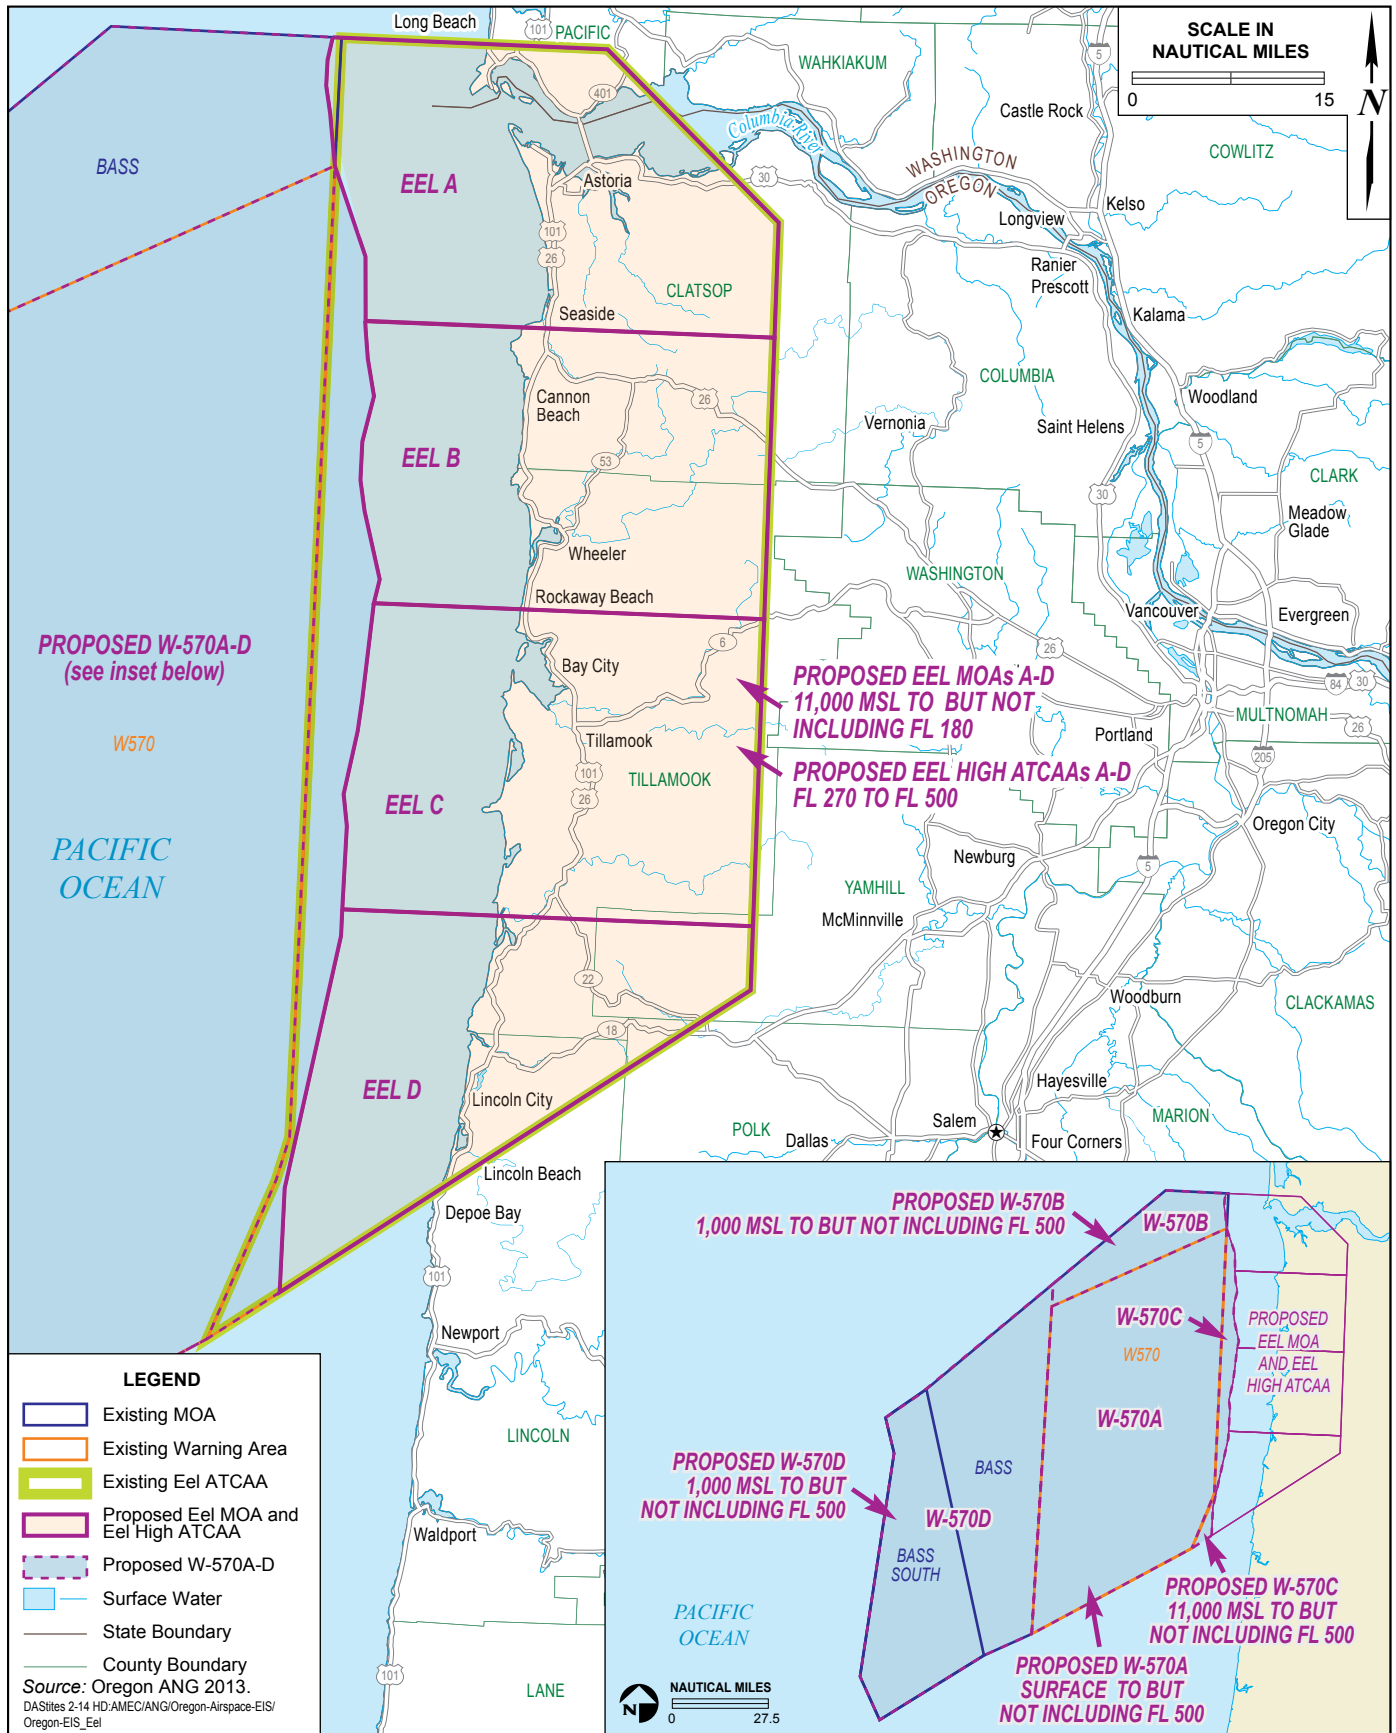 Long Beach
101
PACIFIC
WAHKIAKUM
5
SCALE IN
NAUTICAL MILES
0
15
N
Castle Rock
COWLITZ
401
Columbia River
WASHINGTON
OREGON
BASS
EEL A
Astoria
30
Longview
Kelso
101
26
Ranier
Prescott
CLATSOP
Seaside
Kalama
COLUMBIA
Cannon
Beach
26
Vernonia
Woodland
Saint Helens
5
EEL B
53
CLARK
30
Meadow
Glade
Wheeler
WASHINGTON
Rockaway Beach
Vancouver
Evergreen
PROPOSED W-570A-D
(see inset below)
6
26
Bay City
PROPOSED EEL MOAs A-D
11,000 MSL TO BUT NOT
INCLUDING FL 180
84
30
MULTNOMAH
26
W570
Tillamook
Portland
205
101
26
TILLAMOOK
PROPOSED EEL HIGH ATCAAs A-D
FL 270 TO FL 500
EEL C
Oregon City
PACIFIC
OCEAN
Newburg
5
YAMHILL
McMinnville
22
Woodburn
CLACKAMAS
18
EEL D
Hayesville
Lincoln City
MARION
POLK
Dallas
Salem
Four Corners
Lincoln Beach
Depoe Bay
101
Newport
LINCOLN
Waldport
101
LANE
PROPOSED W-570B
1,000 MSL TO BUT NOT INCLUDING FL 500
W-570B
W-570C
PROPOSED
EEL MOA
AND EEL
HIGH ATCAA
W570
W-570A
PROPOSED W-570D
1,000 MSL TO BUT
NOT INCLUDING FL 500
BASS
W-570D
BASS
SOUTH
PACIFIC
OCEAN
PROPOSED W-570C
11,000 MSL TO BUT
NOT INCLUDING FL 500
PROPOSED W-570A
SURFACE TO BUT
NOT INCLUDING FL 500
N
NAUTICAL MILES
0
27.5
LEGEND
Existing MOA
Existing Warning Area
Existing Eel ATCAA
Proposed Eel MOA and
Eel High ATCAA
Proposed W-570A-D
Surface Water
State Boundary
County Boundary
Source: Oregon ANG 2013.
DAStites 2-14 HD:AMEC/ANG/Oregon-Airspace-EIS/
Oregon-EIS_Eel